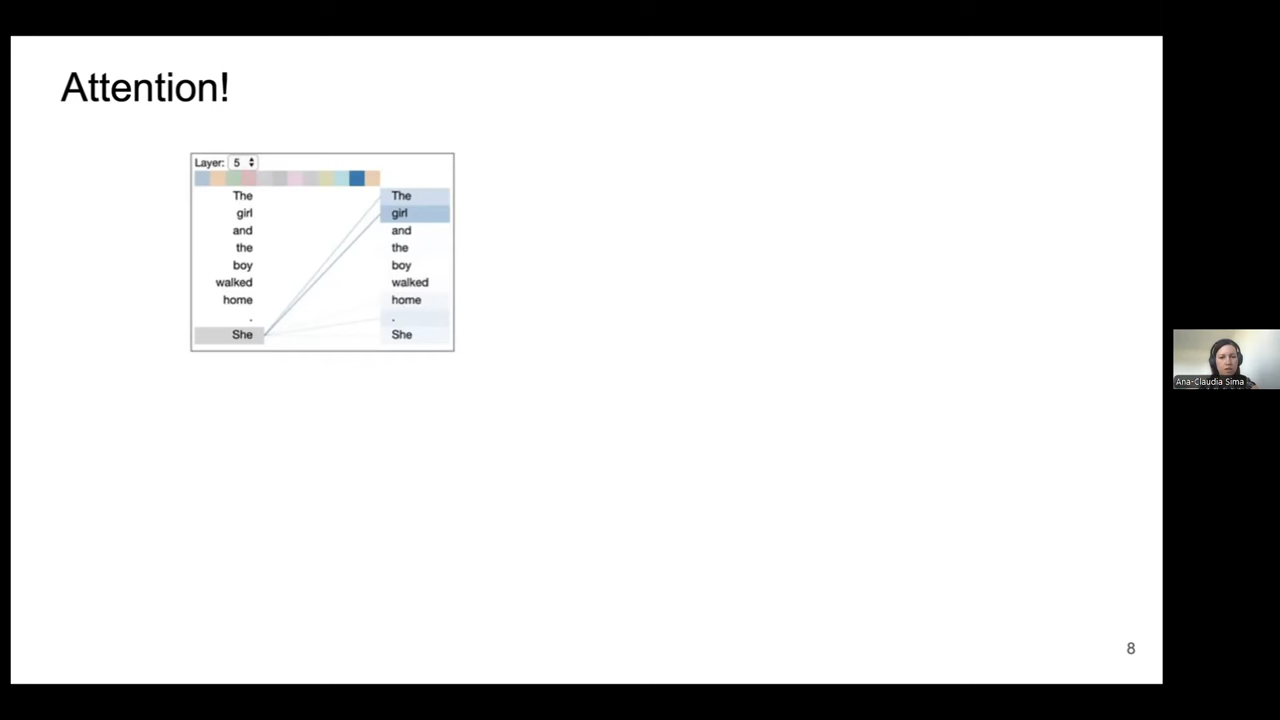 Attention!
Layer: 5
The The
girl girl
and and
the the
boy boy
walked walked
home home
. .
She She
Ana-Claudia Sima
8